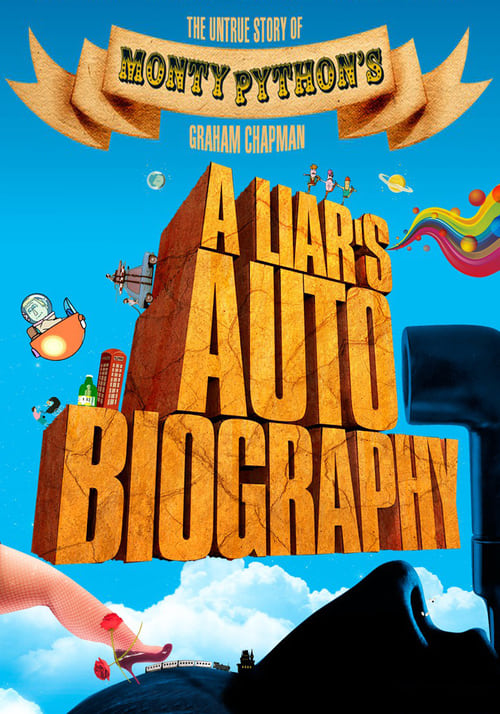 THE UNTRUE STORY OF
MONTY PYTHON'S
GRAHAM CHAPMAN
A LIAR'S
AUTO
BIOGRAPHY